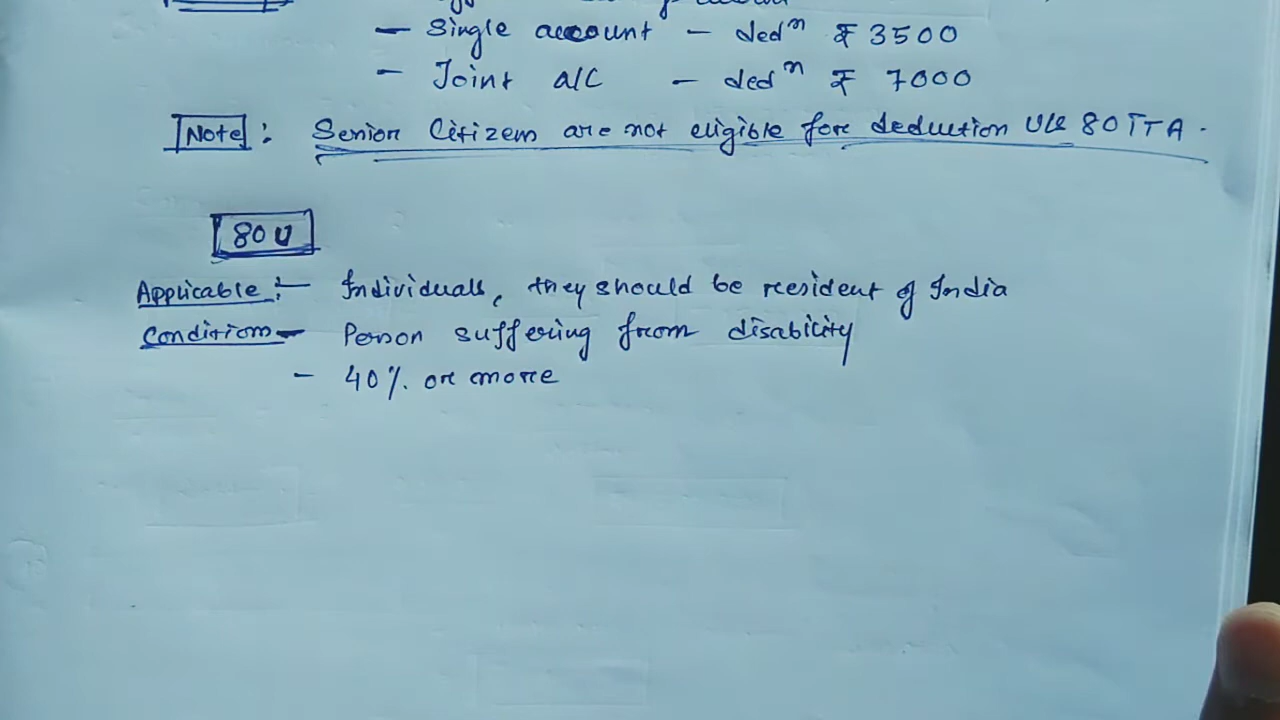 - Single account - dedⁿ ₹ 3500
- Joint a/c - dedⁿ ₹ 7000
Note : Senior Citizen are not eligible for deduction U/s 80TTA.
80 U
Applicable :- Individuals, they should be resident of India
Condition - Person suffering from disability
- 40% or more